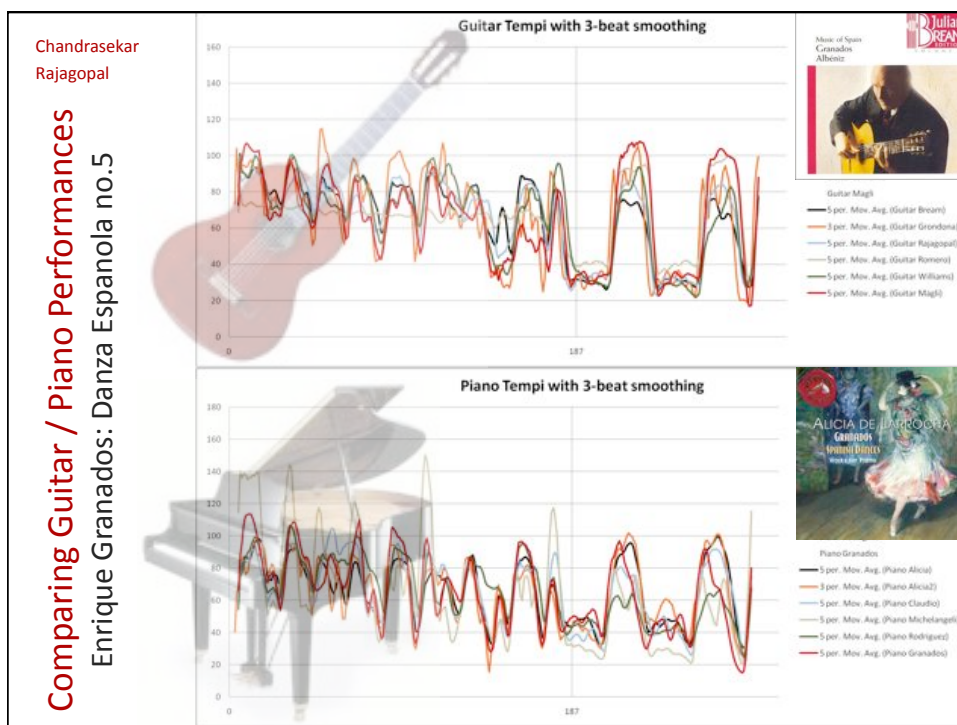 Chandrasekar
Rajagopal
Comparing Guitar / Piano Performances
Enrique Granados: Danza Espanola no.5
Guitar Tempi with 3-beat smoothing
160
140
120
100
80
60
40
20
0
0
187
Music of Spain
Granados
Albéniz
Julian
BREAM
EDITION
Guitar Magli
5 per. Mov. Avg. (Guitar Bream)
3 per. Mov. Avg. (Guitar Grondona)
5 per. Mov. Avg. (Guitar Rajagopal)
5 per. Mov. Avg. (Guitar Romero)
5 per. Mov. Avg. (Guitar Williams)
5 per. Mov. Avg. (Guitar Magli)
Piano Tempi with 3-beat smoothing
180
160
140
120
100
80
60
40
20
0
0
187
ALICIA DE LARROCHA
GRANADOS
SPANISH DANCES
Piano Granados
5 per. Mov. Avg. (Piano Alicia)
3 per. Mov. Avg. (Piano Alicia2)
5 per. Mov. Avg. (Piano Claudio)
5 per. Mov. Avg. (Piano Michelangeli
5 per. Mov. Avg. (Piano Rodriguez)
5 per. Mov. Avg. (Piano Granados)